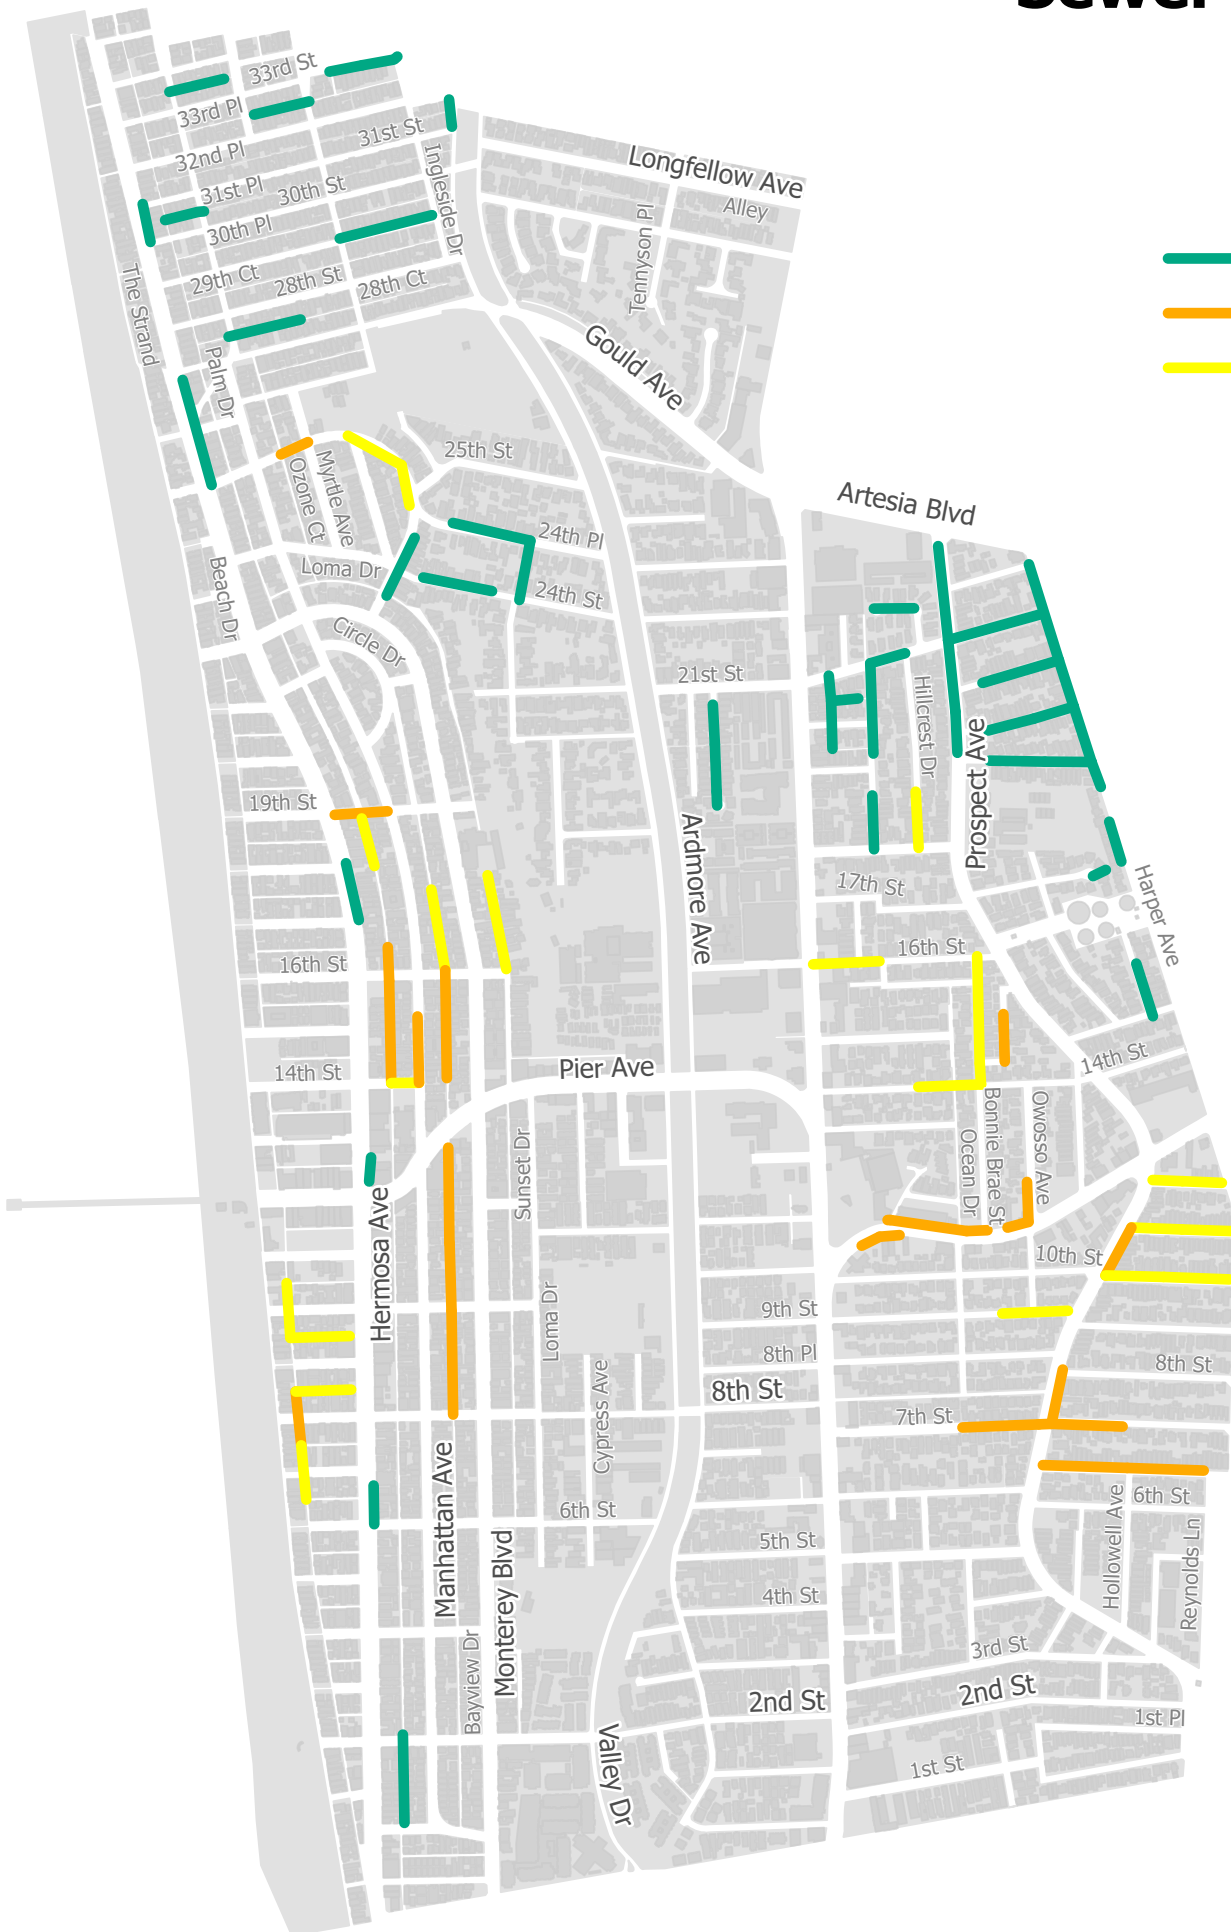 Sewer
33rd St
33rd Pl
31st St
32nd Pl
Longfellow Ave
31st Pl
30th St
Ingleside Dr
Alley
30th Pl
Tennyson Pl
29th Ct
28th St
28th Ct
The Strand
Gould Ave
Palm Dr
25th St
Ozone Ct
Myrtle Ave
Artesia Blvd
24th Pl
Loma Dr
24th St
Beach Dr
Circle Dr
21st St
Hillcrest Dr
Prospect Ave
19th St
Ardmore Ave
17th St
Harper Ave
16th St
16th St
14th St
Pier Ave
14th St
Sunset Dr
Ocean Dr
Bonnie Brae St
Owosso Ave
Hermosa Ave
10th St
Loma Dr
9th St
8th Pl
8th St
8th St
Cypress Ave
7th St
Manhattan Ave
6th St
6th St
Monterey Blvd
5th St
Hollowell Ave
Reynolds Ln
4th St
Bayview Dr
3rd St
2nd St
2nd St
1st Pl
Valley Dr
1st St